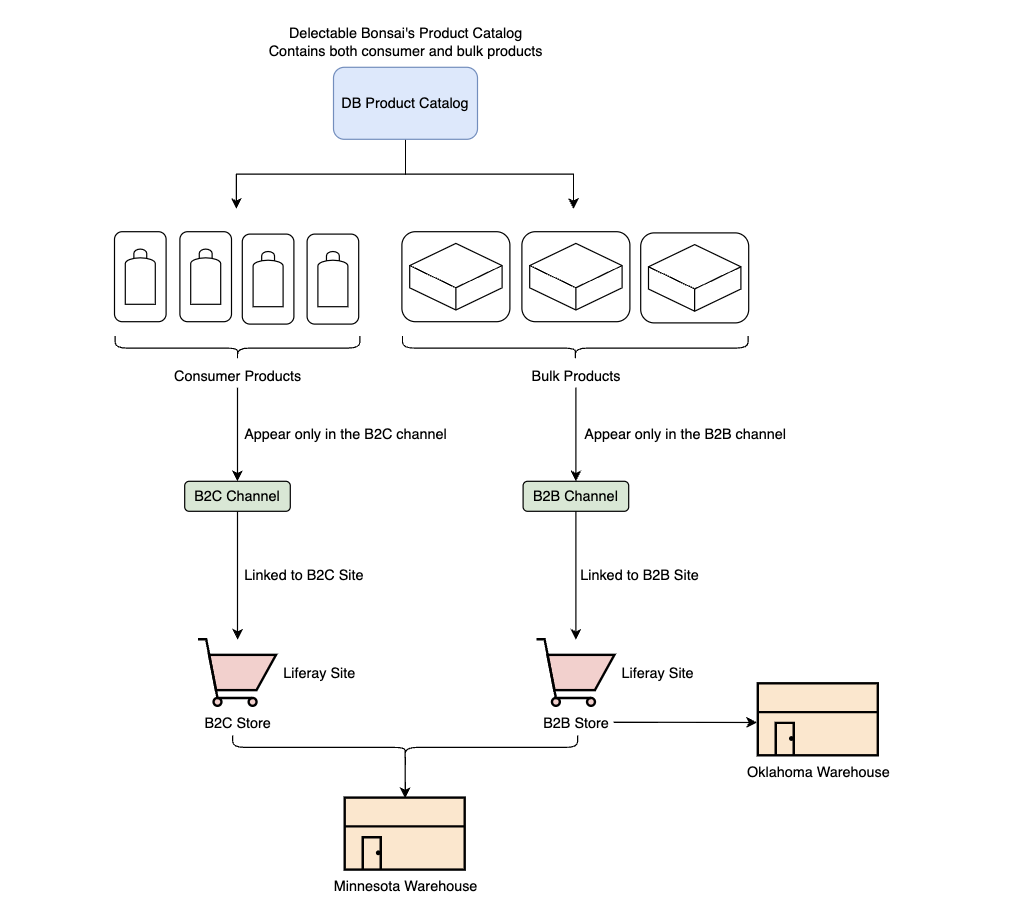 Delectable Bonsai's Product Catalog
Contains both consumer and bulk products
DB Product Catalog
Consumer Products
Bulk Products
Appear only in the B2C channel
Appear only in the B2B channel
B2C Channel
B2B Channel
Linked to B2C Site
Linked to B2B Site
Liferay Site
Liferay Site
B2C Store
B2B Store
Oklahoma Warehouse
Minnesota Warehouse